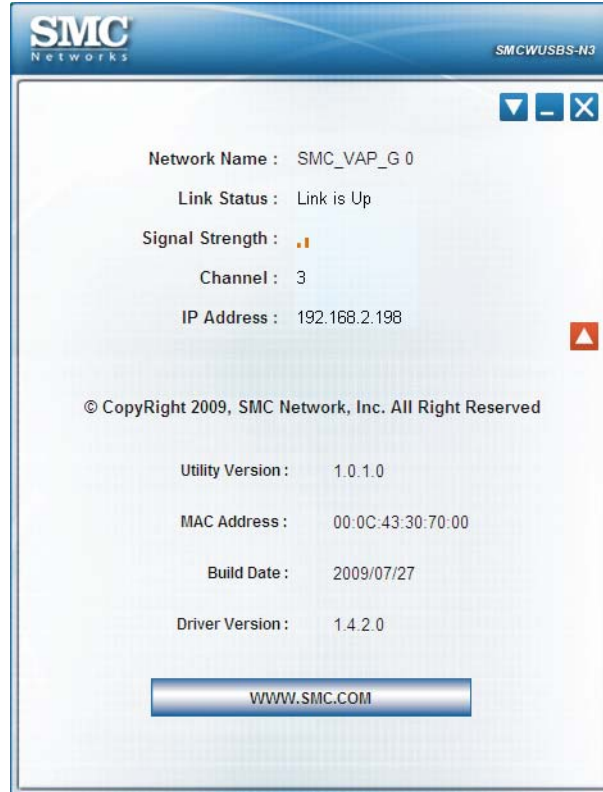 SMC
Networks
SMCWUSBS-N3
Network Name : SMC_VAP_G 0
Link Status : Link is Up
Signal Strength :
Channel : 3
IP Address : 192.168.2.198
© CopyRight 2009, SMC Network, Inc. All Right Reserved
Utility Version : 1.0.1.0
MAC Address : 00:0C:43:30:70:00
Build Date : 2009/07/27
Driver Version : 1.4.2.0
WWW.SMC.COM